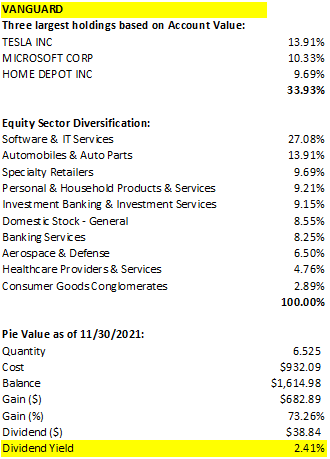 VANGUARD
Three largest holdings based on Account Value:
TESLA INC 13.91%
MICROSOFT CORP 10.33%
HOME DEPOT INC 9.69%
33.93%
Equity Sector Diversification:
Software & IT Services 27.08%
Automobiles & Auto Parts 13.91%
Specialty Retailers 9.69%
Personal & Household Products & Services 9.21%
Investment Banking & Investment Services 9.15%
Domestic Stock - General 8.55%
Banking Services 8.25%
Aerospace & Defense 6.50%
Healthcare Providers & Services 4.76%
Consumer Goods Conglomerates 2.89%
100.00%
Pie Value as of 11/30/2021:
Quantity 6.525
Cost $932.09
Balance $1,614.98
Gain ($) $682.89
Gain (%) 73.26%
Dividend ($) $38.84
Dividend Yield 2.41%